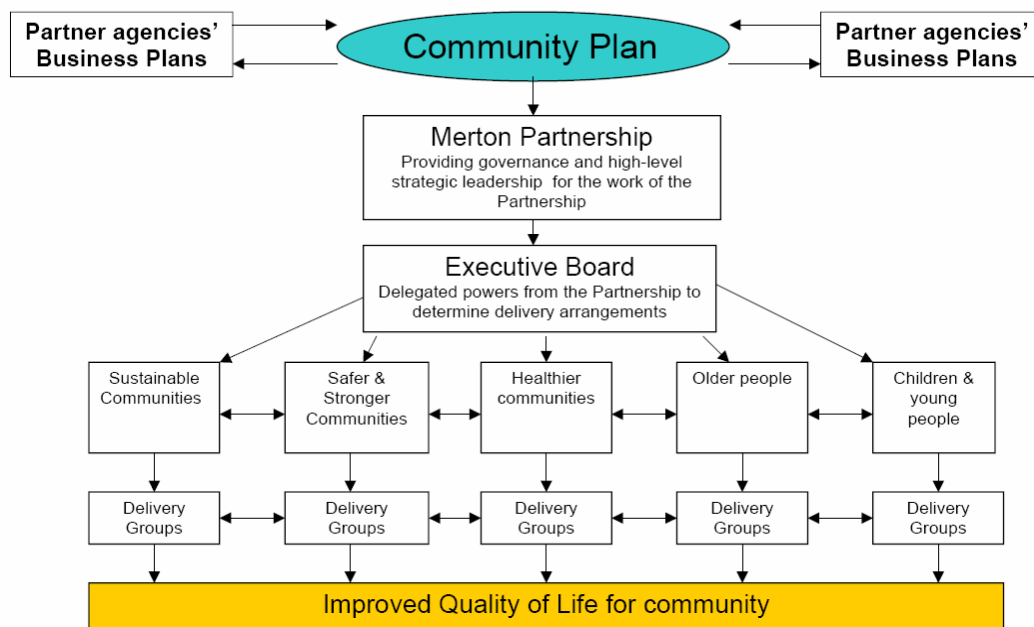 Partner agencies'
Business Plans
Community Plan
Partner agencies'
Business Plans
Merton Partnership
Providing governance and high-level
strategic leadership for the work of the
Partnership
Executive Board
Delegated powers from the Partnership to
determine delivery arrangements
Sustainable
Communities
Safer &
Stronger
Communities
Healthier
communities
Older people
Children &
young
people
Delivery
Groups
Delivery
Groups
Delivery
Groups
Delivery
Groups
Delivery
Groups
Improved Quality of Life for community